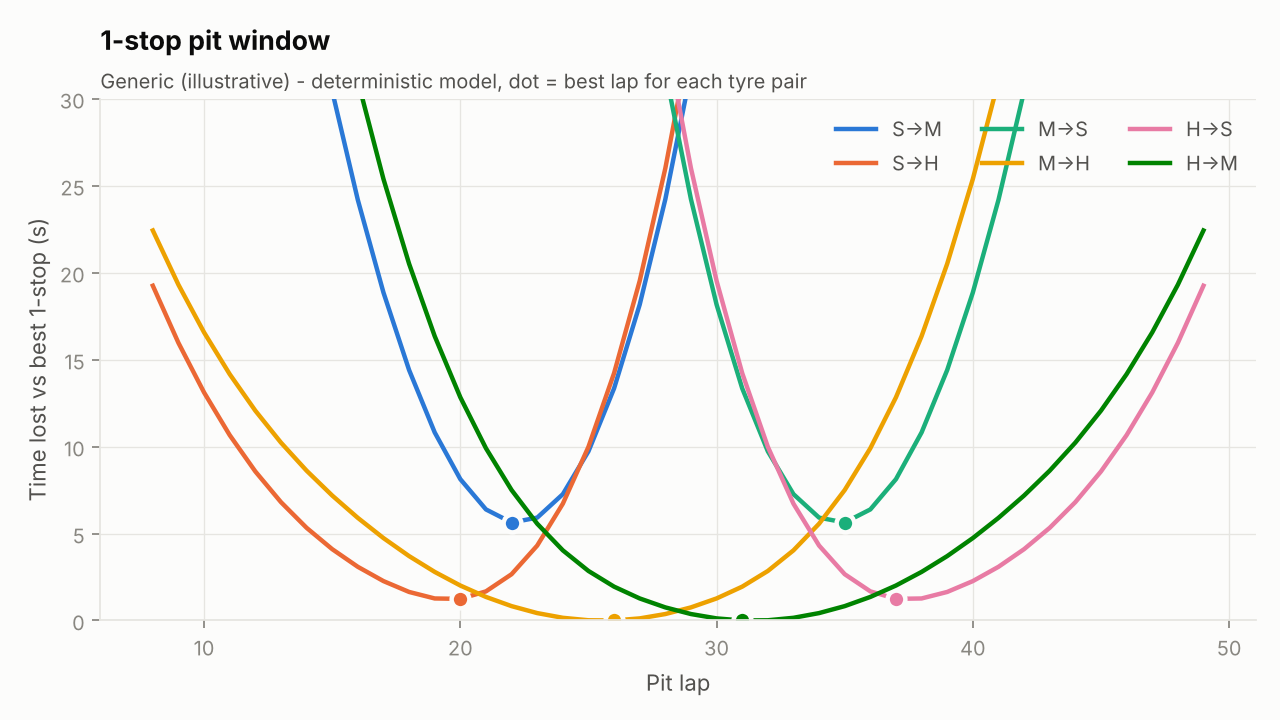 1-stop pit window
Generic (illustrative) - deterministic model, dot = best lap for each tyre pair
Time lost vs best 1-stop (s)
30
25
20
15
10
5
0
S→M
M→S
H→S
S→H
M→H
H→M
10
20
30
40
50
Pit lap